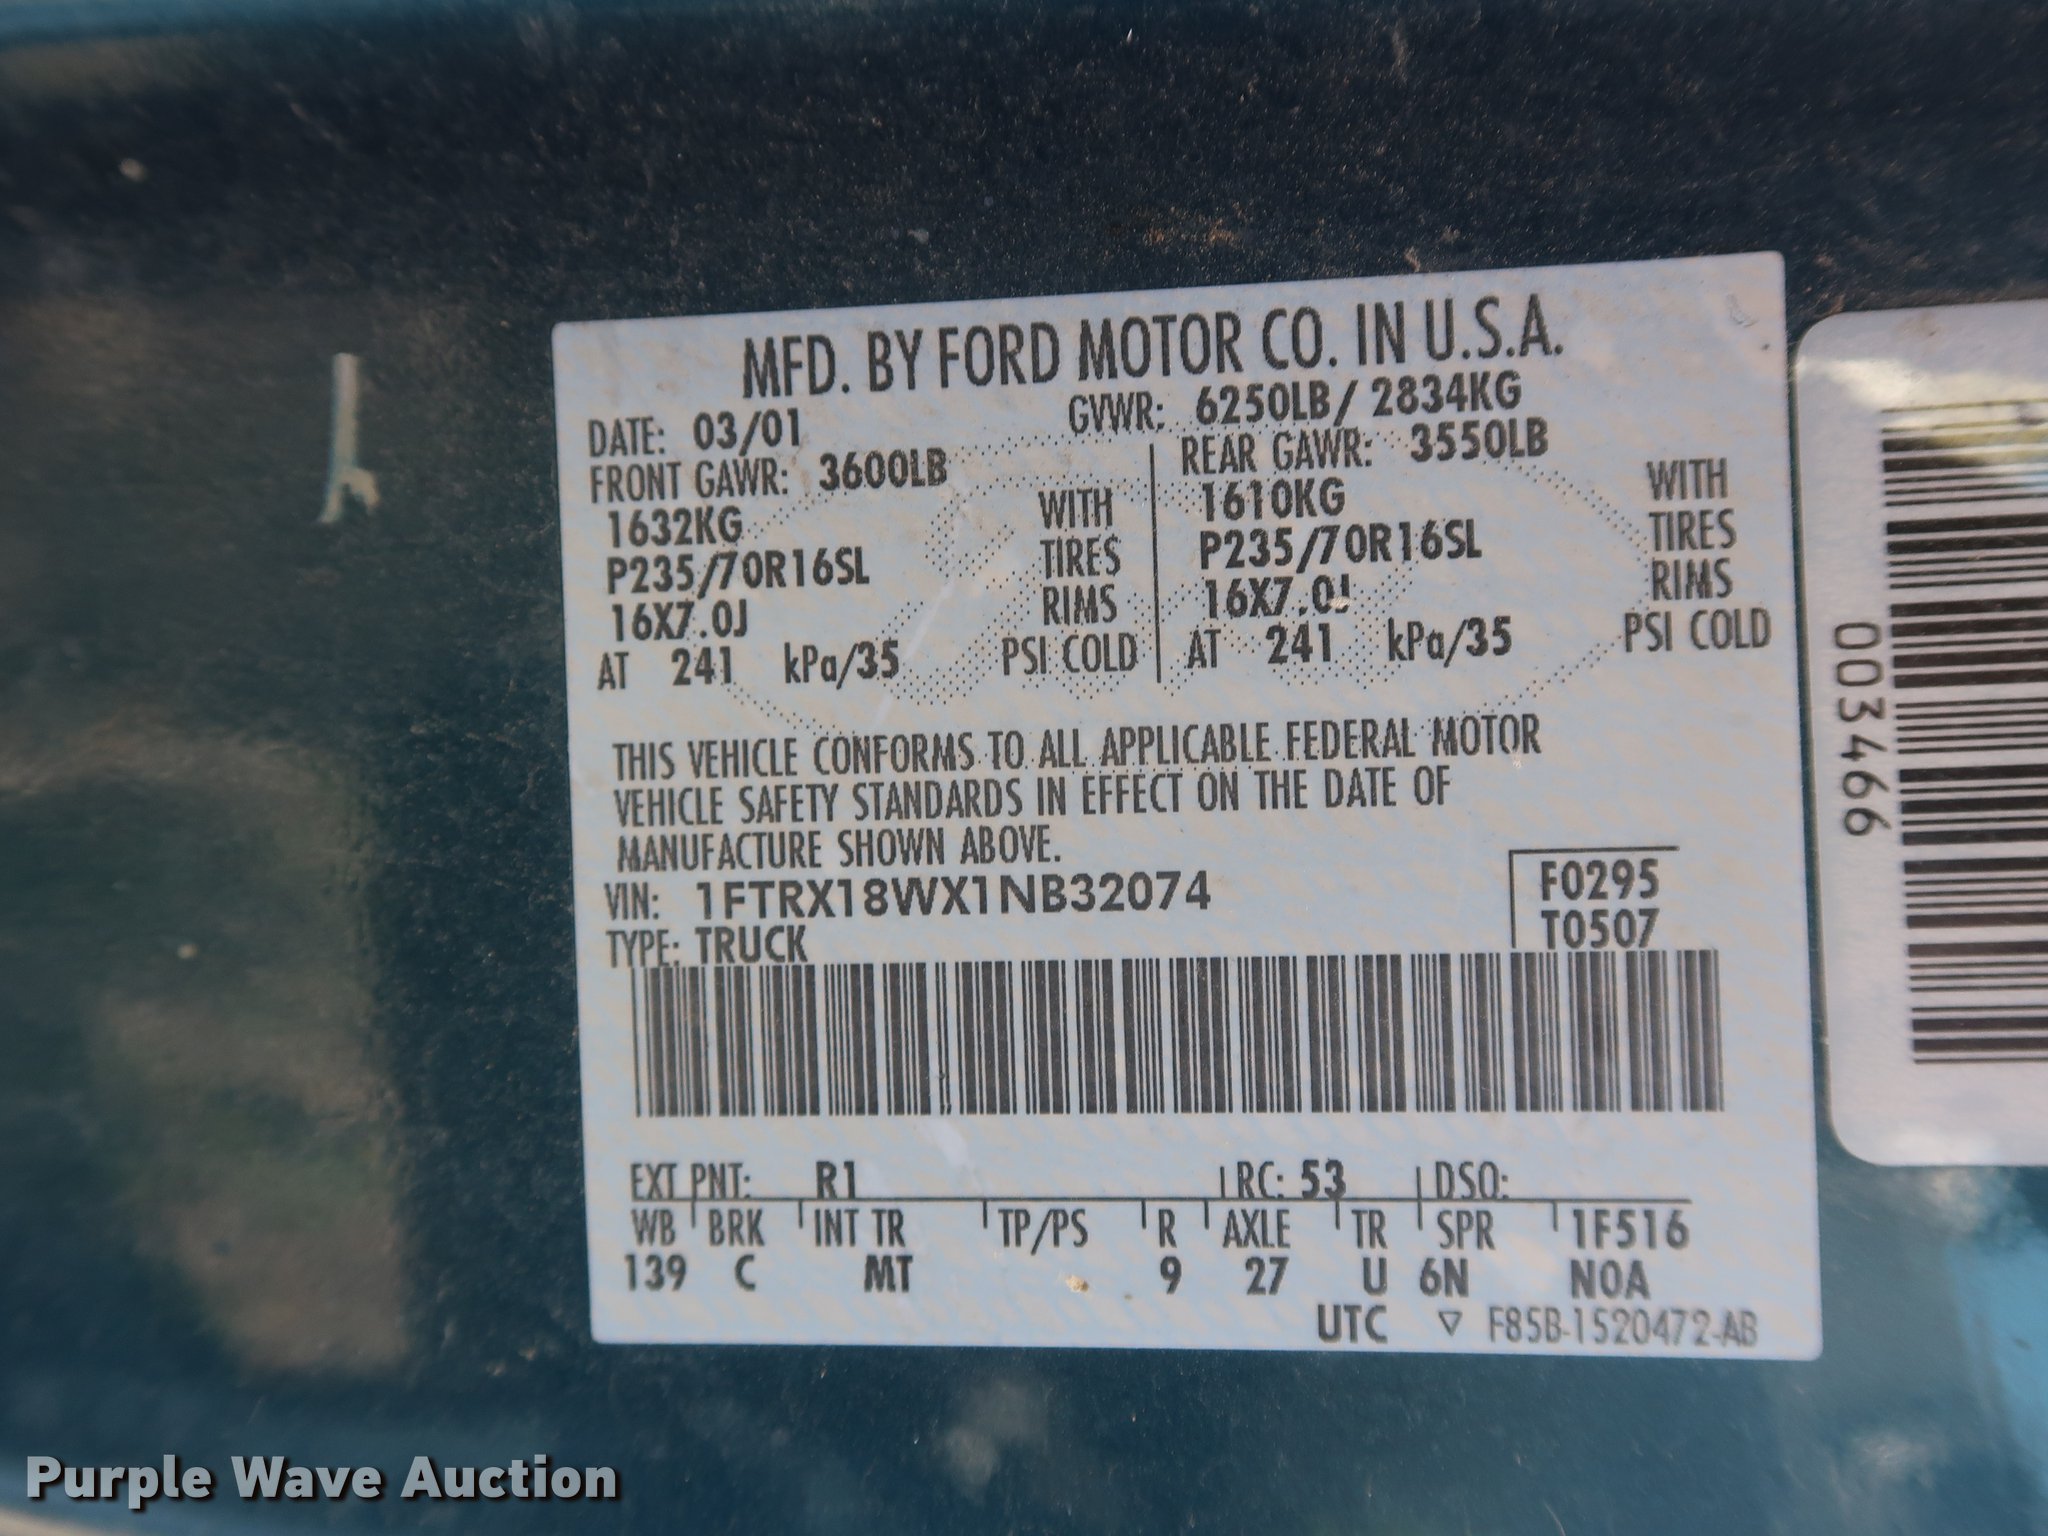 MFD. BY FORD MOTOR CO. IN U.S.A.
DATE: 03/01 GVWR: 6250LB/ 2834KG
FRONT GAWR: 3600LB REAR GAWR: 3550LB
1632KG WITH 1610KG WITH
P235/70R16SL TIRES P235/70R16SL TIRES
16X7.0J RIMS 16X7.0J RIMS
AT 241 kPa/35 PSI COLD AT 241 kPa/35 PSI COLD
THIS VEHICLE CONFORMS TO ALL APPLICABLE FEDERAL MOTOR
VEHICLE SAFETY STANDARDS IN EFFECT ON THE DATE OF
MANUFACTURE SHOWN ABOVE.
VIN: 1FTRX18WX1NB32074 F0295
TYPE: TRUCK T0507
EXT PNT: R1 RC: 53 DSO:
WB BRK INT TR TP/PS R AXLE TR SPR 1F516
139 C MT 9 27 U 6N NOA
UTC ▽ F85B-1520472-AB
003466
Purple Wave Auction